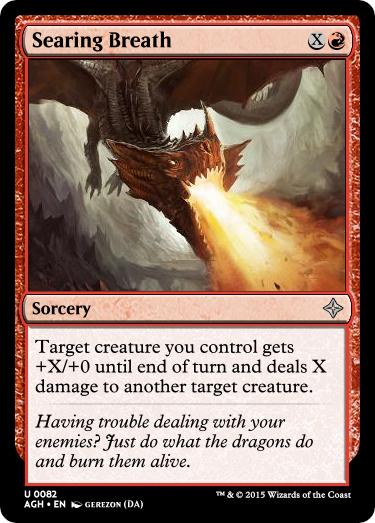 Searing Breath X
Sorcery
Target creature you control gets
+X/+0 until end of turn and deals X
damage to another target creature.
Having trouble dealing with your
enemies? Just do what the dragons do
and burn them alive.
U 0082
AGH • EN GEREZON (DA)
™ & © 2015 Wizards of the Coast